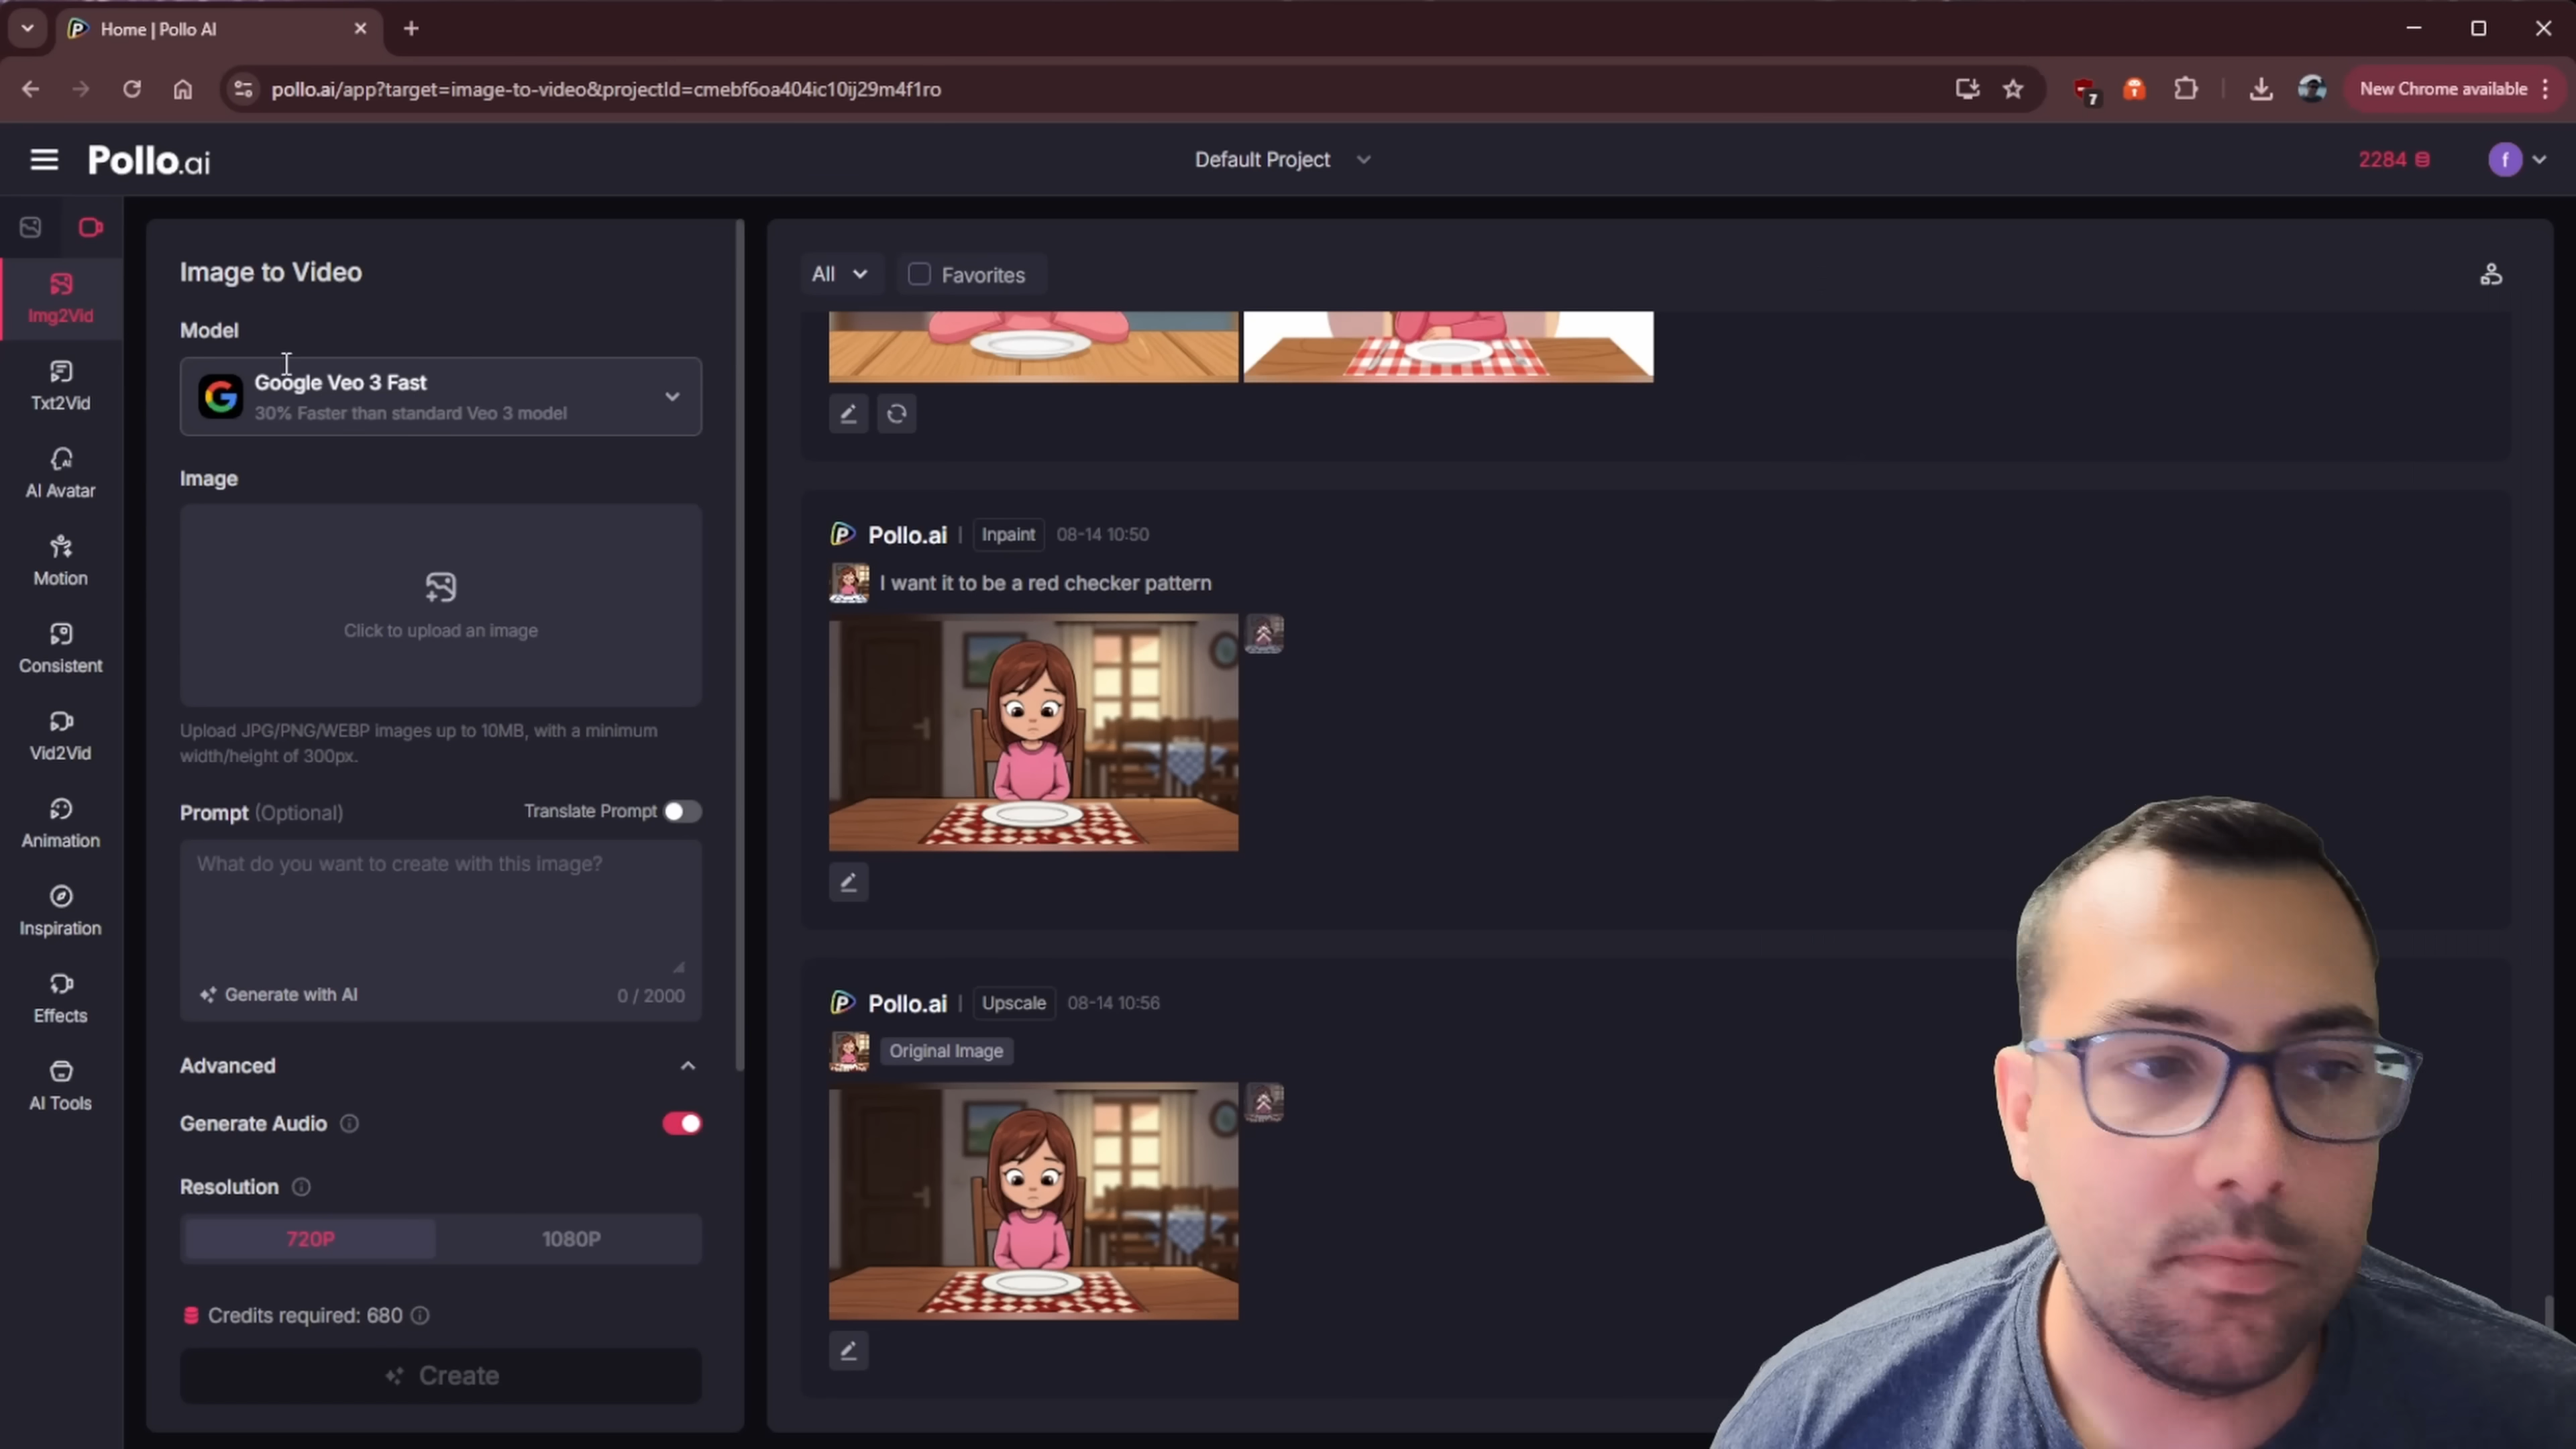 Home | Pollo AI
pollo.ai/app?target=image-to-video&projectId=cmebf6oa404ic10ij29m4f1ro
7
New Chrome available
Pollo.ai
Default Project
2284
f
Img2Vid
Txt2Vid
AI Avatar
Motion
Consistent
Vid2Vid
Animation
Inspiration
Effects
AI Tools
Image to Video
Model
Google Veo 3 Fast
30% Faster than standard Veo 3 model
Image
Click to upload an image
Upload JPG/PNG/WEBP images up to 10MB, with a minimum
width/height of 300px.
Prompt (Optional)
Translate Prompt
What do you want to create with this image?
Generate with AI
0 / 2000
Advanced
Generate Audio
Resolution
720P
1080P
Credits required: 680
Create
All
Favorites
Pollo.ai | Inpaint 08-14 10:50
I want it to be a red checker pattern
Pollo.ai | Upscale 08-14 10:56
Original Image